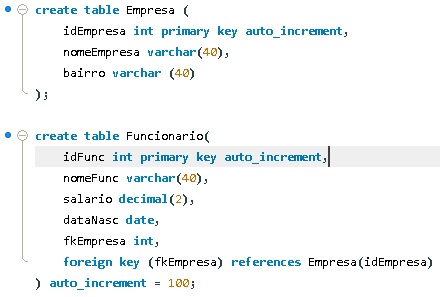 create table Empresa (
idEmpresa int primary key auto_increment,
nomeEmpresa varchar(40),
bairro varchar (40)
);
create table Funcionario(
idFunc int primary key auto_increment,
nomeFunc varchar(40),
salario decimal(2),
dataNasc date,
fkEmpresa int,
foreign key (fkEmpresa) references Empresa(idEmpresa)
) auto_increment = 100;